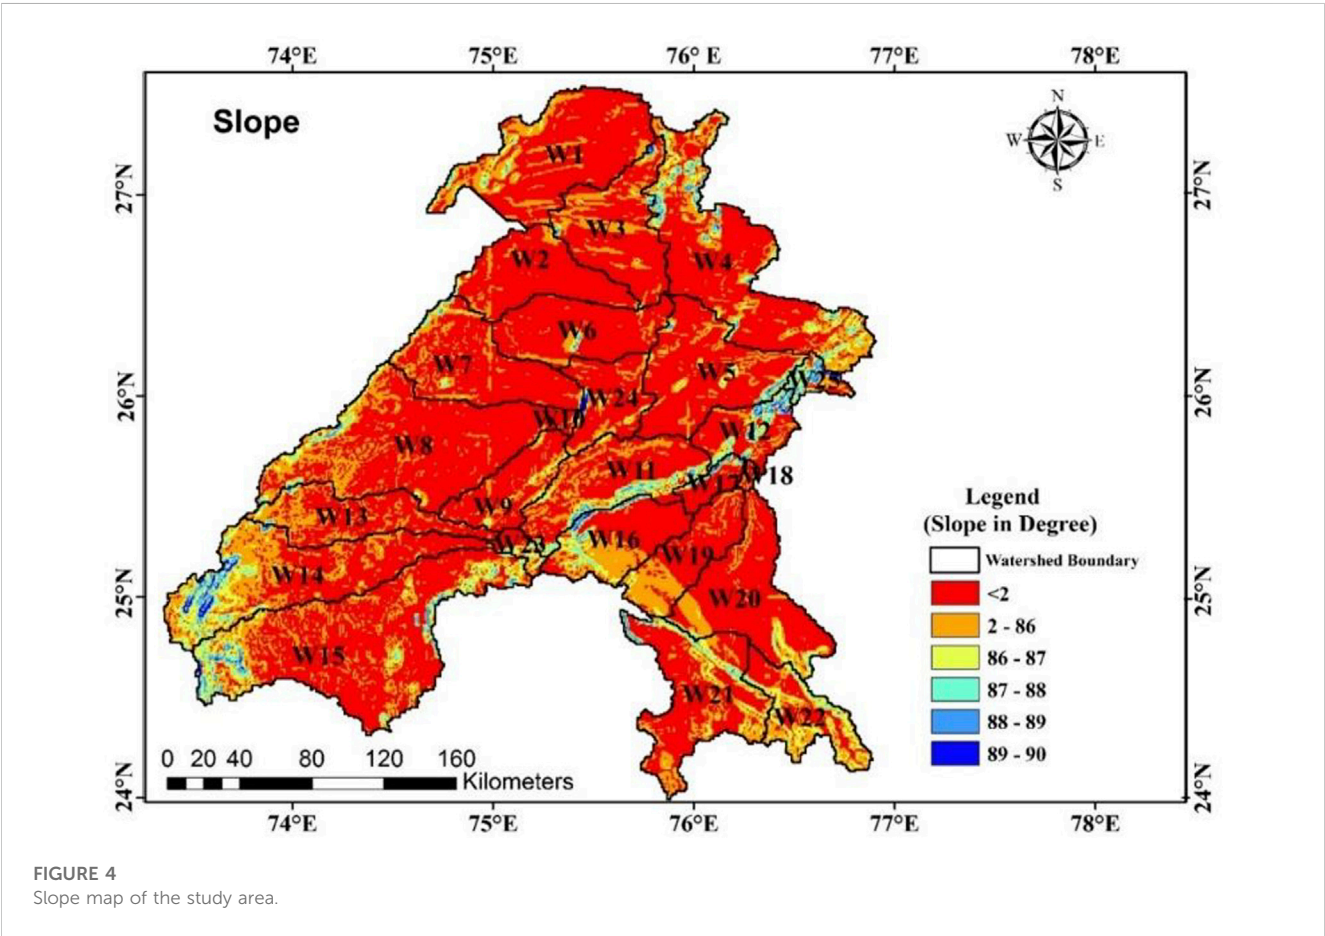 74°E 75°E 76° E 77°E 78°E
Slope
N
W E
S
27°N 27°N
26°N 26°N
25°N 25°N
24°N 24°N
W1
W3
W2 W4
W6
W7 W5
W24
W10
W8 W12
W11
W17 W18
W9
W13
W23 W16
W19
W14
W20
W15
W21
W22
Legend
(Slope in Degree)
Watershed Boundary
<2
2 - 86
86 - 87
87 - 88
88 - 89
89 - 90
0 20 40 80 120 160
Kilometers
74°E 75°E 76°E 77°E 78°E
FIGURE 4
Slope map of the study area.